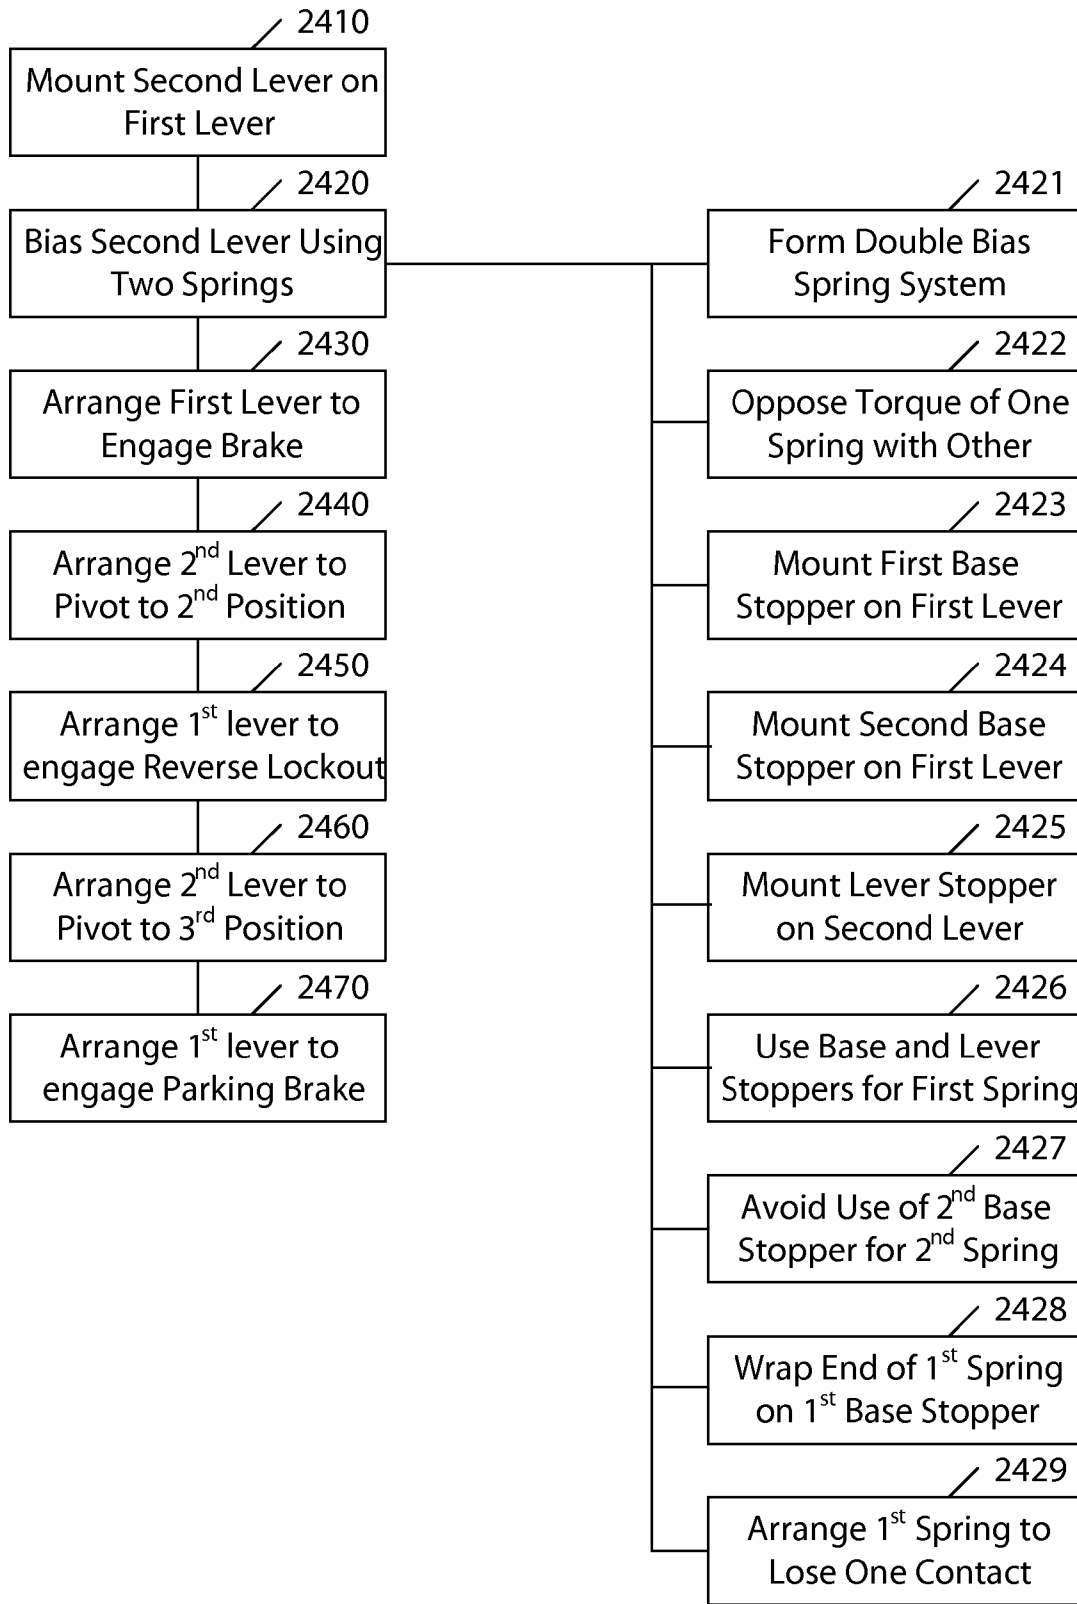 2410
Mount Second Lever on
First Lever
2420
Bias Second Lever Using
Two Springs
2430
Arrange First Lever to
Engage Brake
2440
Arrange 2nd Lever to
Pivot to 2nd Position
2450
Arrange 1st lever to
engage Reverse Lockout
2460
Arrange 2nd Lever to
Pivot to 3rd Position
2470
Arrange 1st lever to
engage Parking Brake
2421
Form Double Bias
Spring System
2422
Oppose Torque of One
Spring with Other
2423
Mount First Base
Stopper on First Lever
2424
Mount Second Base
Stopper on First Lever
2425
Mount Lever Stopper
on Second Lever
2426
Use Base and Lever
Stoppers for First Spring
2427
Avoid Use of 2nd Base
Stopper for 2nd Spring
2428
Wrap End of 1st Spring
on 1st Base Stopper
2429
Arrange 1st Spring to
Lose One Contact